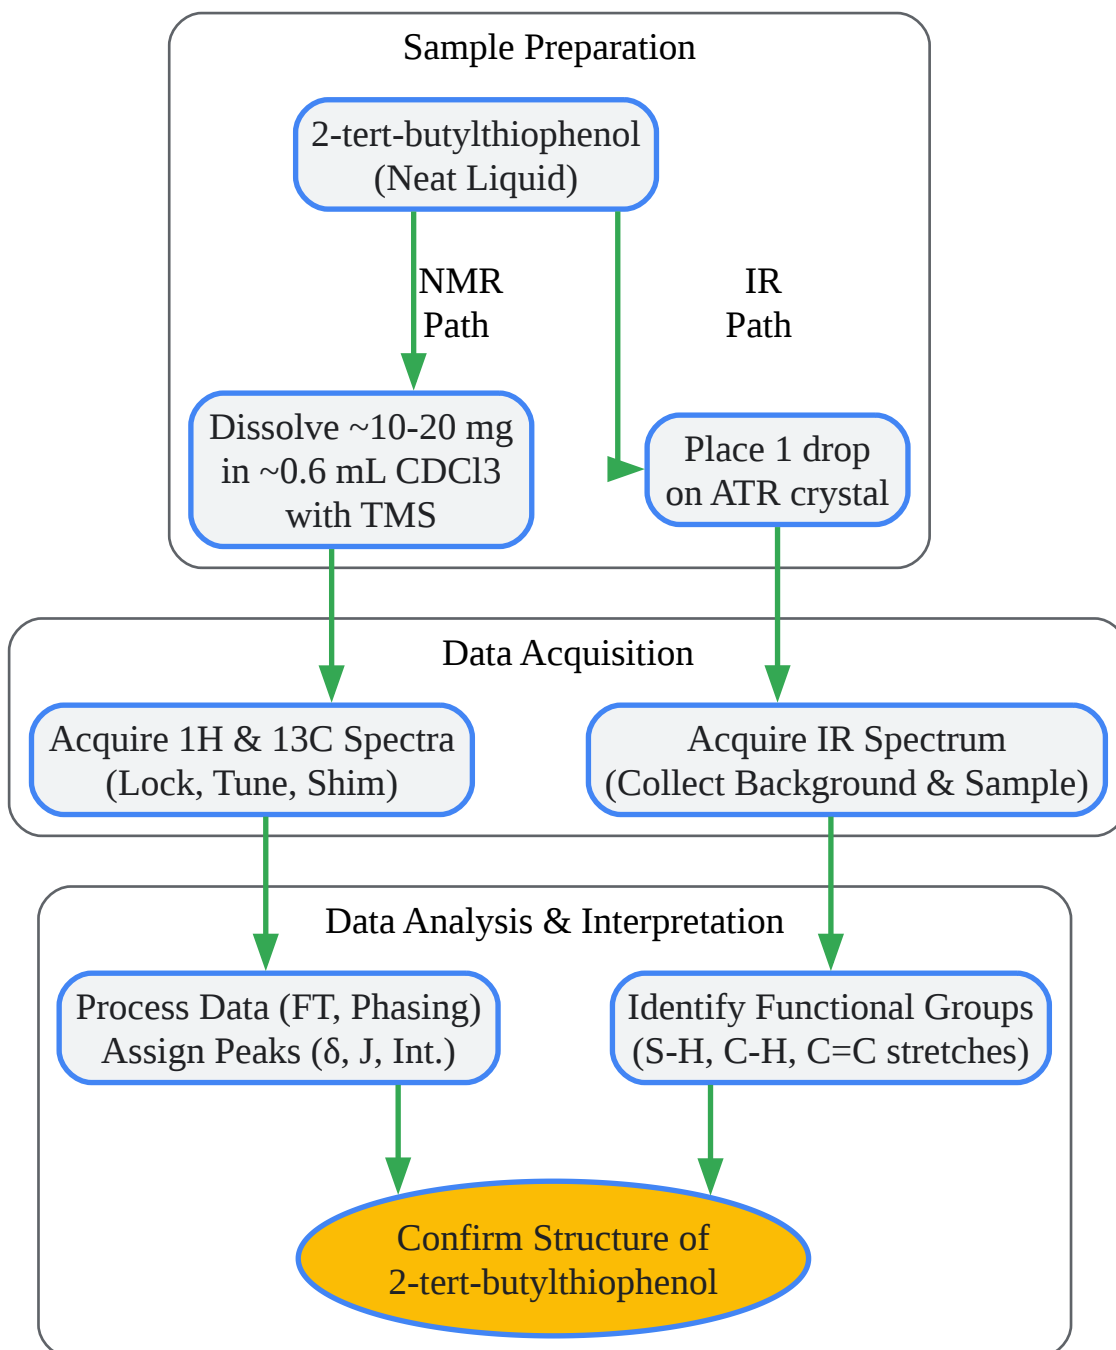 Sample Preparation
2-tert-butylthiophenol
(Neat Liquid)
NMR
Path
IR
Path
Dissolve ~10-20 mg
in ~0.6 mL CDCl3
with TMS
Place 1 drop
on ATR crystal
Data Acquisition
Acquire 1H & 13C Spectra
(Lock, Tune, Shim)
Acquire IR Spectrum
(Collect Background & Sample)
Data Analysis & Interpretation
Process Data (FT, Phasing)
Assign Peaks (δ, J, Int.)
Identify Functional Groups
(S-H, C-H, C=C stretches)
Confirm Structure of
2-tert-butylthiophenol